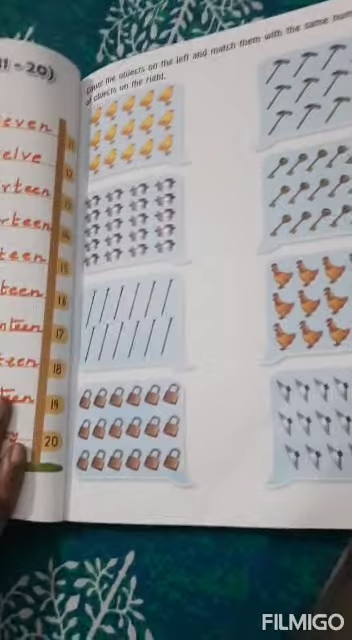 11 - 20)
Count the objects on the left and match them with the same num
of objects on the right.
even
elve
rteen
rteen
teen
teen
nteen
teen
teen
11
12
13
14
15
16
17
18
19
20
FILMIGO